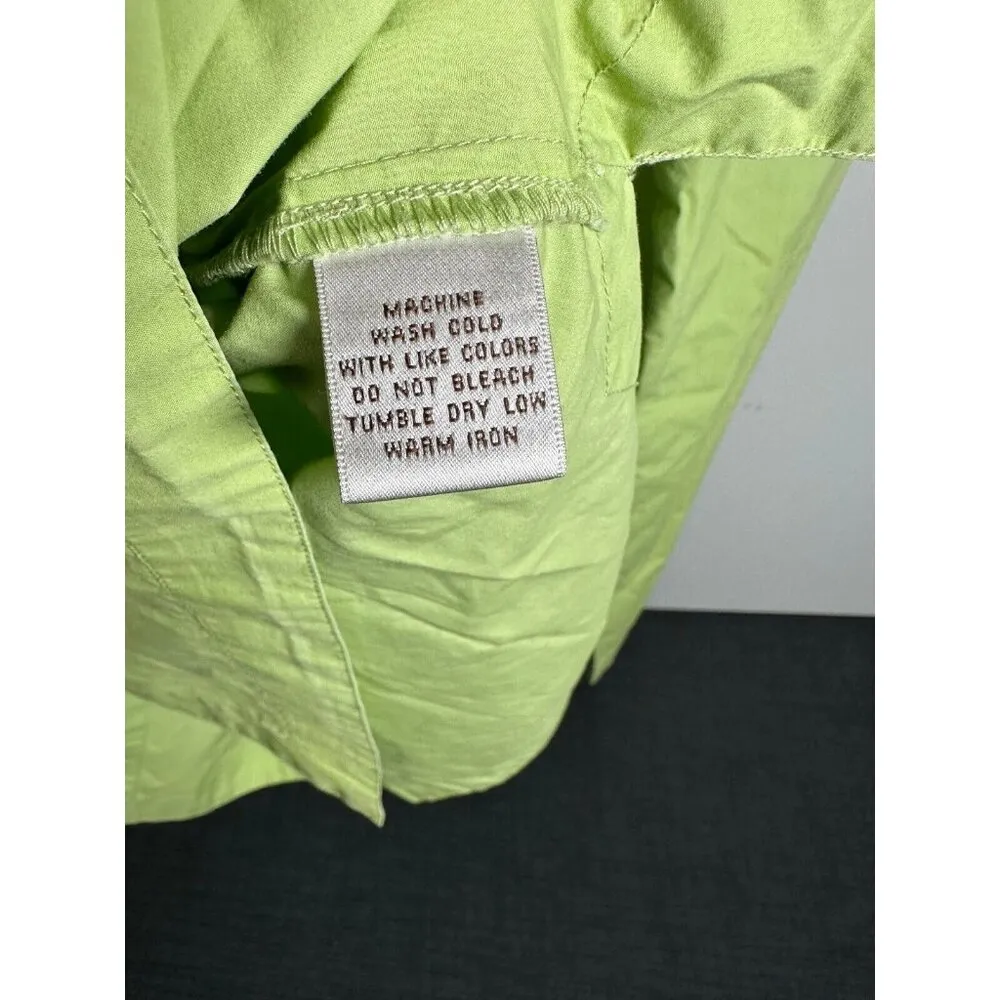 MACHINE
WASH COLD
WITH LIKE COLORS
DO NOT BLEACH
TUMBLE DRY LOW
WARM IRON